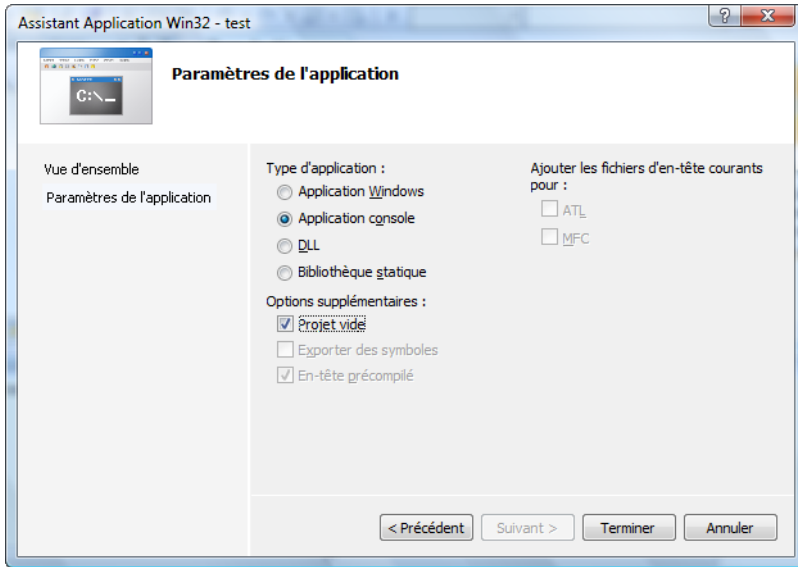 Assistant Application Win32 - test
C:\_
Paramètres de l'application
Vue d'ensemble
Paramètres de l'application
Type d'application :
Application Windows
Application console
DLL
Bibliothèque statique
Options supplémentaires :
Projet vide
Exporter des symboles
En-tête précompilé
Ajouter les fichiers d'en-tête courants
pour :
ATL
MFC
< Précédent
Suivant >
Terminer
Annuler